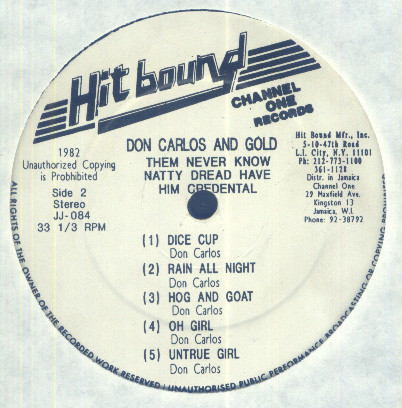 Hit bound
CHANNEL
ONE
RECORDS
DON CARLOS AND GOLD
THEM NEVER KNOW
NATTY DREAD HAVE
HIM CREDENTAL
1982
Unauthorized Copying
is Prohbibited
Side 2
Stereo
JJ-084
33 1/3 RPM
Hit Bound Mfr., Inc.
5-10-47th Road
L.I. City, N.Y. 11101
Ph: 212-773-1100
361-1128
Distr. in Jamaica
Channel One
29 Maxfield Ave.
Kingston 13
Jamaica, W.I.
Phone: 92-38792
(1) DICE CUP
Don Carlos
(2) RAIN ALL NIGHT
Don Carlos
(3) HOG AND GOAT
Don Carlos
(4) OH GIRL
Don Carlos
(5) UNTRUE GIRL
Don Carlos
ALL RIGHTS OF THE OWNER OF THE RECORDED WORK RESERVED / UNAUTHORISED PUBLIC PERFORMANCE BROADCASTING OR COPYING